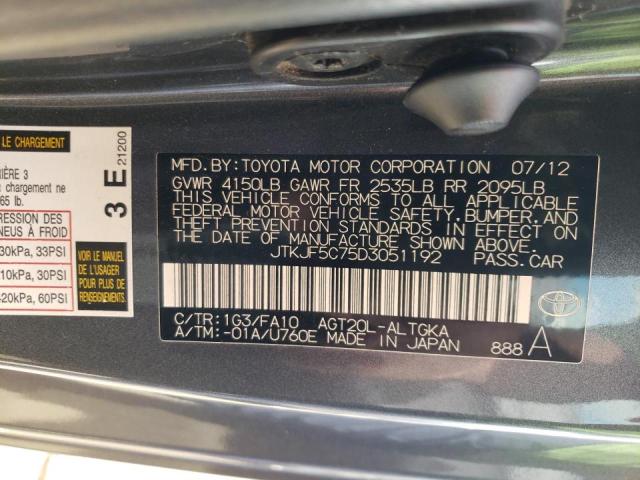 LE CHARGEMENT
RIÈRE 3
chargement ne
65 lb.
3 E
21200
PRESSION DES
PNEUS À FROID
30kPa, 33PSI
10kPa, 30PSI
420kPa, 60PSI
VOIR LE MANUEL
DE L'USAGER
POUR PLUS
DE RENSEIGNEMENTS
MFD. BY: TOYOTA MOTOR CORPORATION 07/12
GVWR 4150LB GAWR FR 2535LB RR 2095LB
THIS VEHICLE CONFORMS TO ALL APPLICABLE
FEDERAL MOTOR VEHICLE SAFETY, BUMPER, AND
THEFT PREVENTION STANDARDS IN EFFECT ON
THE DATE OF MANUFACTURE SHOWN ABOVE.
JTKJF5C75D3051192 PASS.CAR
C/TR: 1G3/FA10 AGT20L-ALTGKA
A/TM: -01A/U760E MADE IN JAPAN 888 A